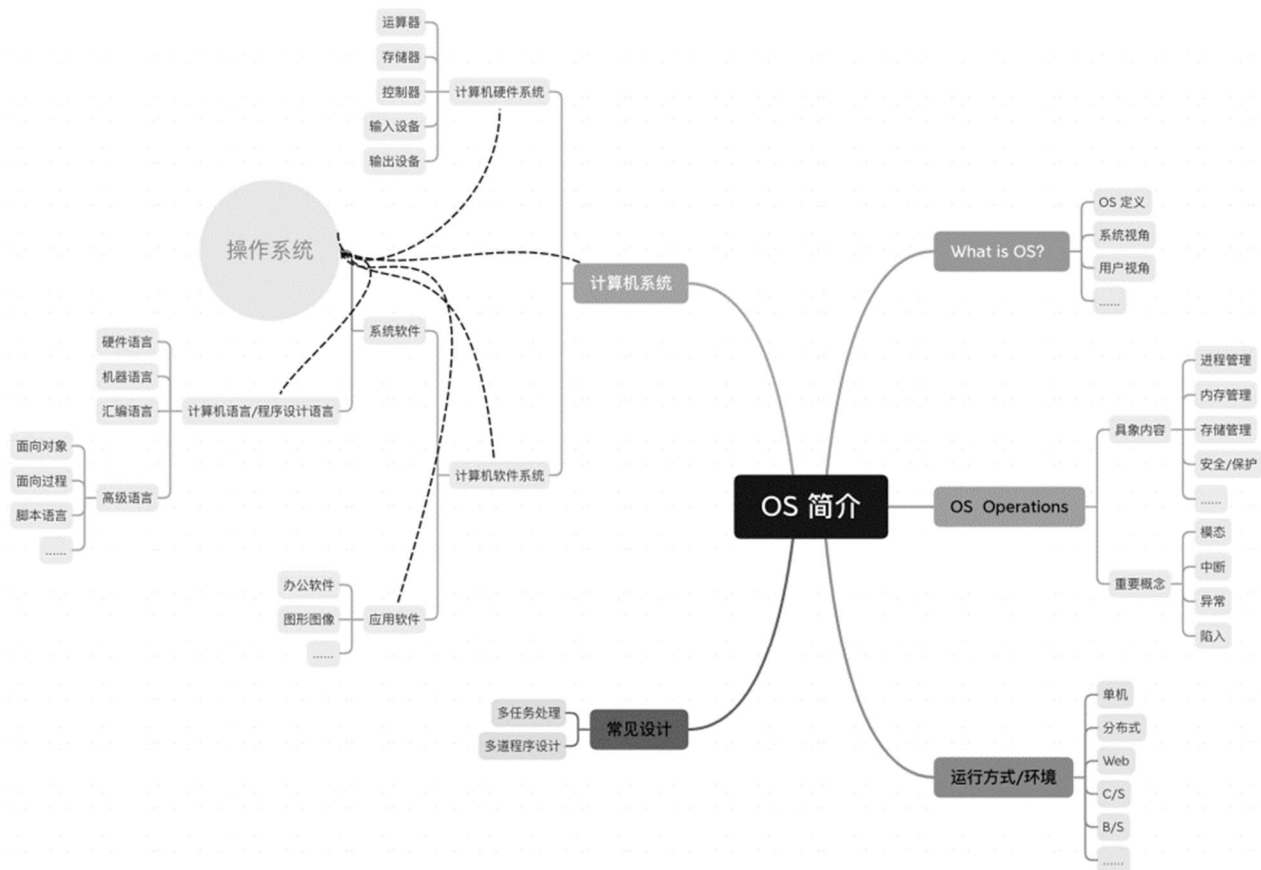 OS 简介
What is OS?
OS 定义
系统视角
用户视角
......
OS Operations
具象内容
进程管理
内存管理
存储管理
安全/保护
......
重要概念
模态
中断
异常
陷入
运行方式/环境
单机
分布式
Web
C/S
B/S
......
计算机系统
计算机硬件系统
运算器
存储器
控制器
输入设备
输出设备
计算机软件系统
系统软件
操作系统
计算机语言/程序设计语言
硬件语言
机器语言
汇编语言
高级语言
面向对象
面向过程
脚本语言
......
应用软件
办公软件
图形图像
......
常见设计
多任务处理
多道程序设计